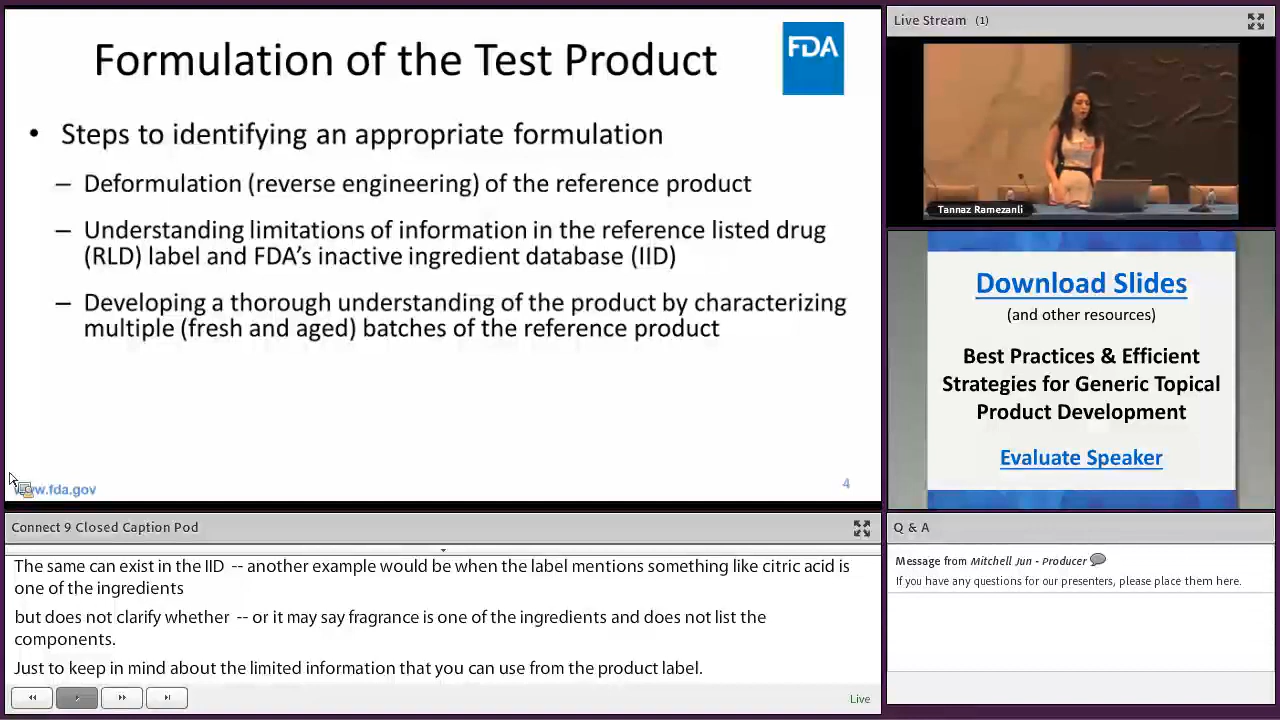 Formulation of the Test Product
FDA
• Steps to identifying an appropriate formulation
– Deformulation (reverse engineering) of the reference product
– Understanding limitations of information in the reference listed drug
(RLD) label and FDA’s inactive ingredient database (IID)
– Developing a thorough understanding of the product by characterizing
multiple (fresh and aged) batches of the reference product
www.fda.gov
4
Live Stream (1)
Tannaz Ramezanli
Download Slides
(and other resources)
Best Practices & Efficient
Strategies for Generic Topical
Product Development
Evaluate Speaker
Connect 9 Closed Caption Pod
The same can exist in the IID -- another example would be when the label mentions something like citric acid is
one of the ingredients
but does not clarify whether -- or it may say fragrance is one of the ingredients and does not list the
components.
Just to keep in mind about the limited information that you can use from the product label.
Live
Q & A
Message from Mitchell Jun - Producer
If you have any questions for our presenters, please place them here.